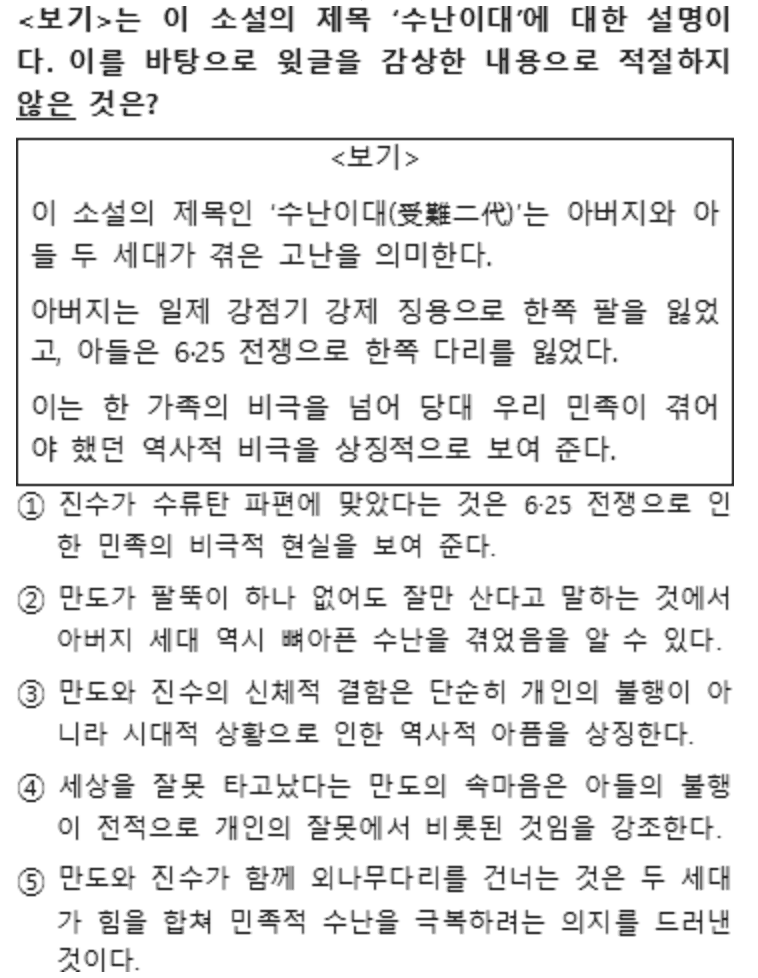 <보기>는 이 소설의 제목 ‘수난이대’에 대한 설명이
다. 이를 바탕으로 윗글을 감상한 내용으로 적절하지
않은 것은?
<보기>
이 소설의 제목인 ‘수난이대(受難二代)’는 아버지와 아
들 두 세대가 겪은 고난을 의미한다.
아버지는 일제 강점기 강제 징용으로 한쪽 팔을 잃었
고, 아들은 6·25 전쟁으로 한쪽 다리를 잃었다.
이는 한 가족의 비극을 넘어 당대 우리 민족이 겪어
야 했던 역사적 비극을 상징적으로 보여 준다.
① 진수가 수류탄 파편에 맞았다는 것은 6·25 전쟁으로 인
한 민족의 비극적 현실을 보여 준다.
② 만도가 팔뚝이 하나 없어도 잘만 산다고 말하는 것에서
아버지 세대 역시 뼈아픈 수난을 겪었음을 알 수 있다.
③ 만도와 진수의 신체적 결함은 단순히 개인의 불행이 아
니라 시대적 상황으로 인한 역사적 아픔을 상징한다.
④ 세상을 잘못 타고났다는 만도의 속마음은 아들의 불행
이 전적으로 개인의 잘못에서 비롯된 것임을 강조한다.
⑤ 만도와 진수가 함께 외나무다리를 건너는 것은 두 세대
가 힘을 합쳐 민족적 수난을 극복하려는 의지를 드러낸
것이다.